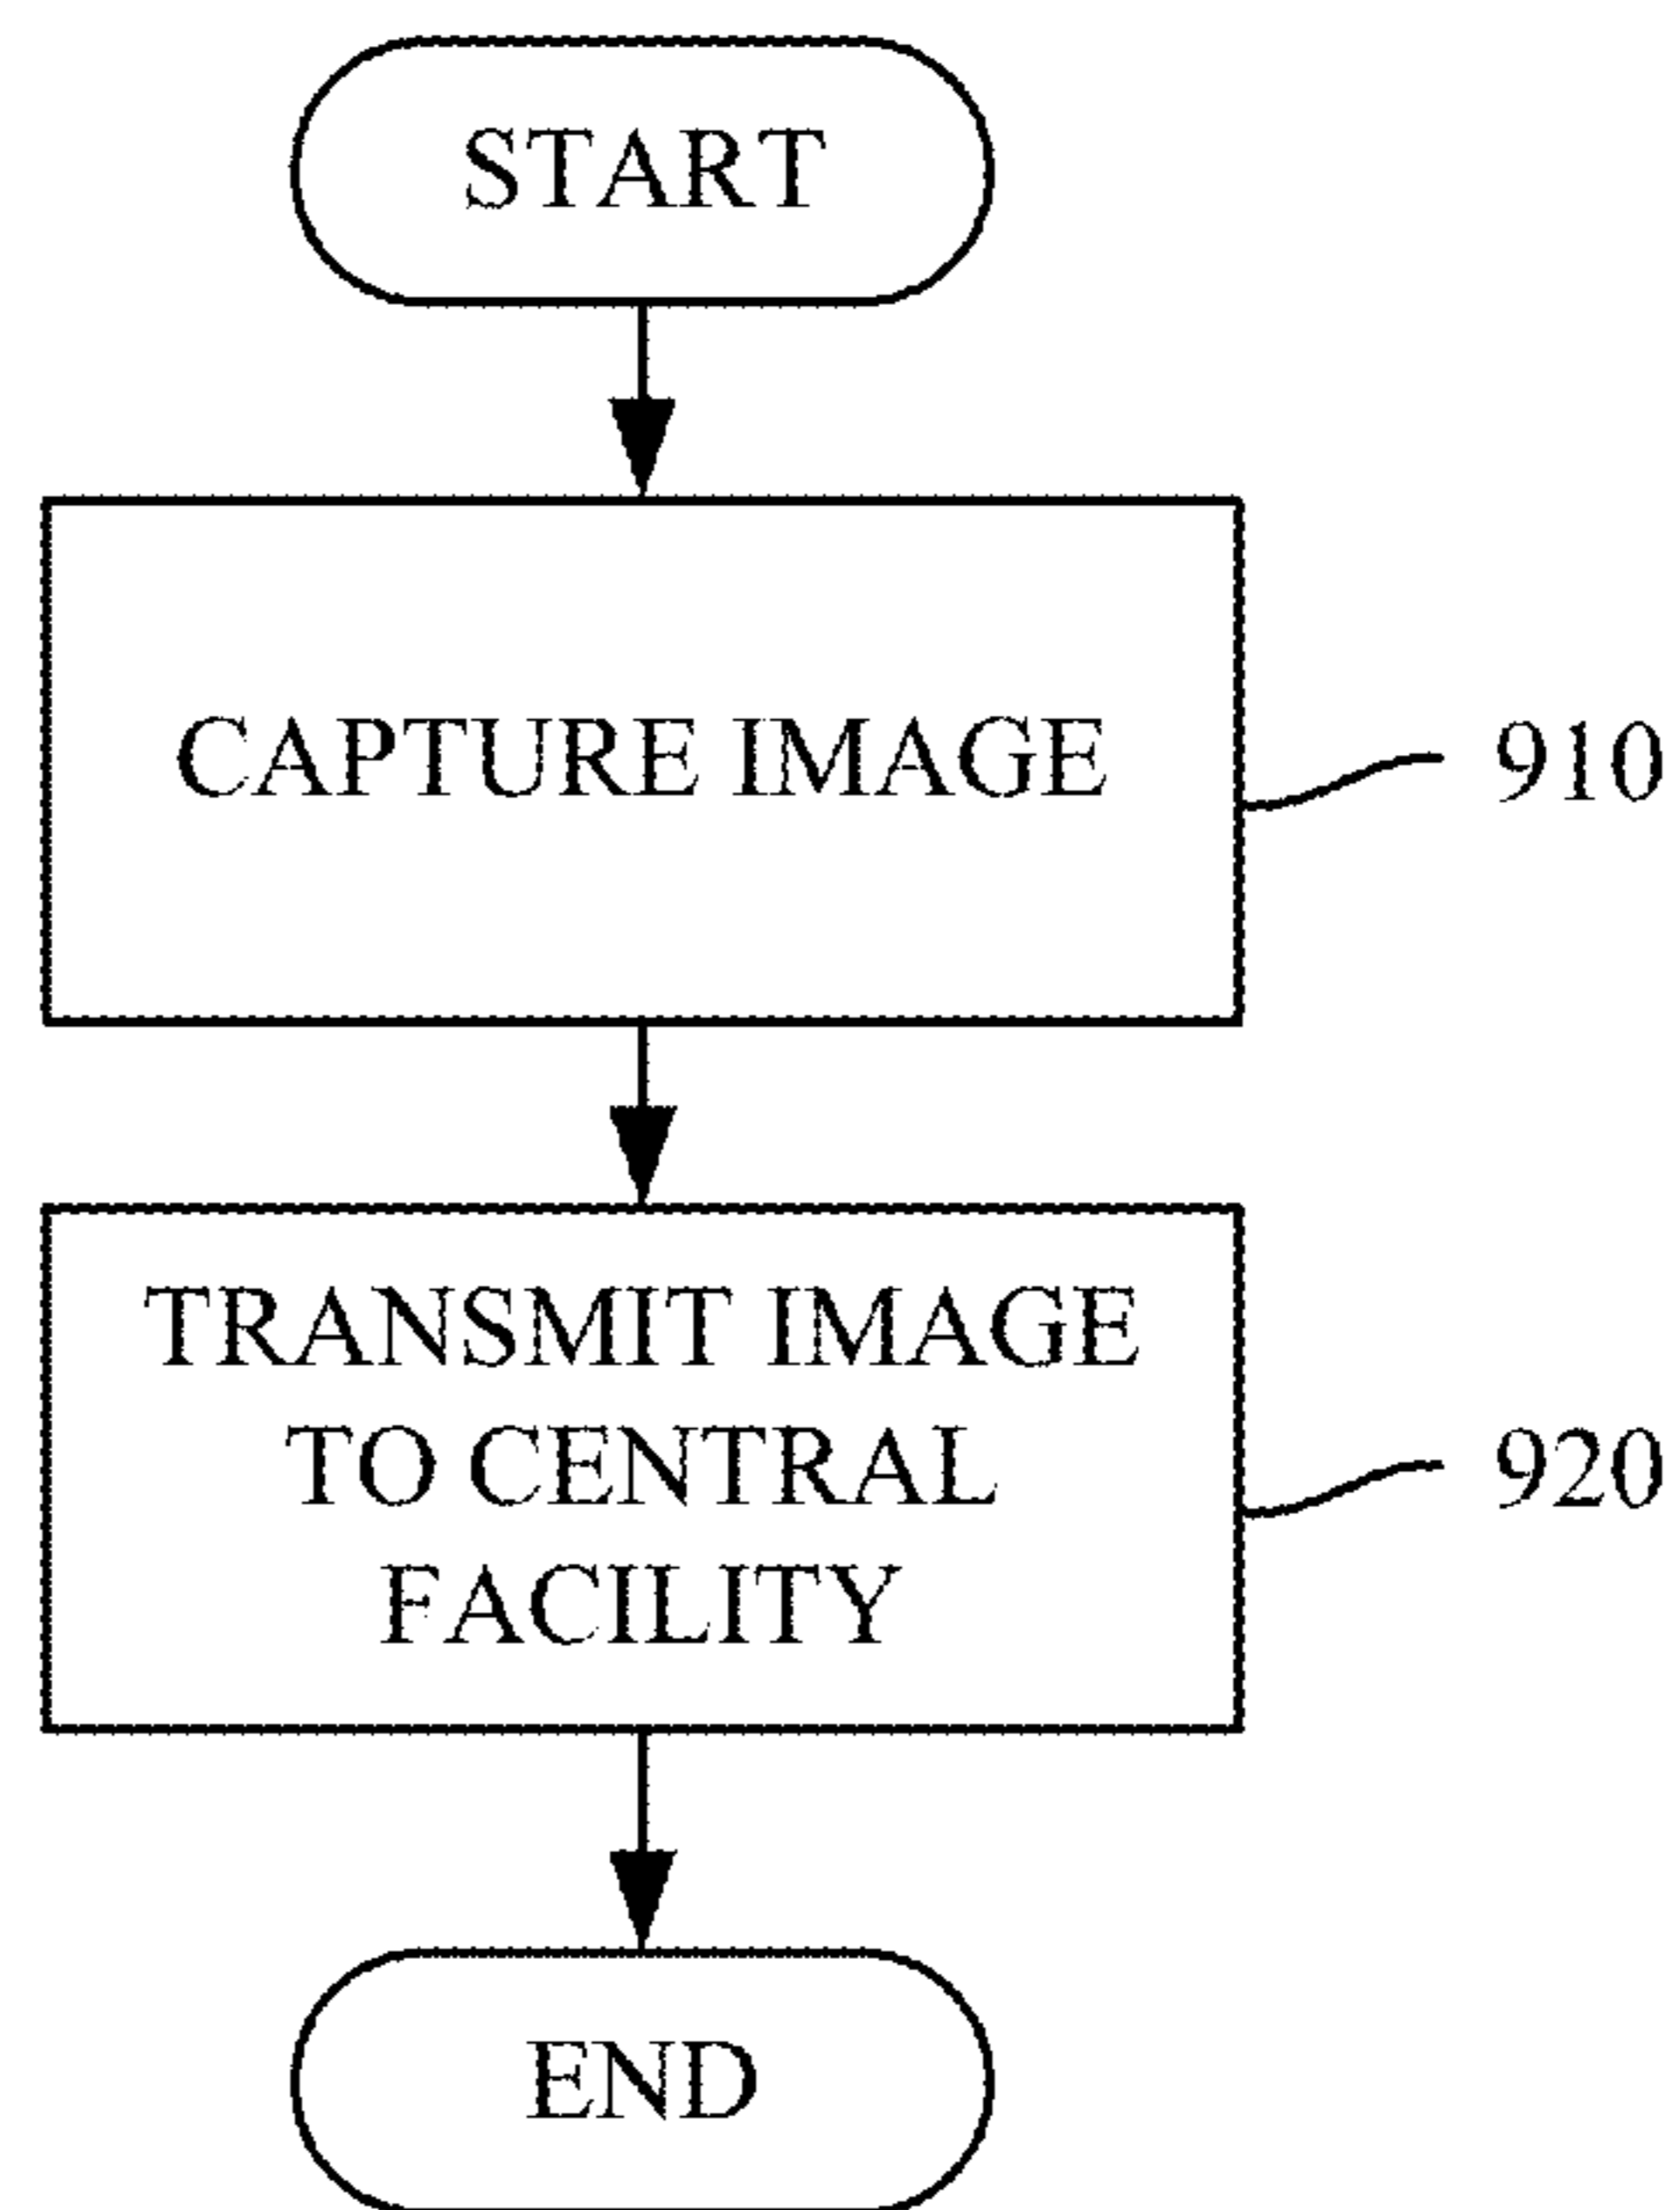 START
CAPTURE IMAGE
910
TRANSMIT IMAGE
TO CENTRAL
FACILITY
920
END